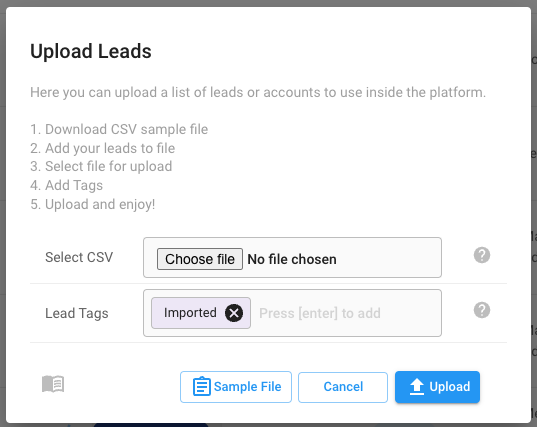 Upload Leads
Here you can upload a list of leads or accounts to use inside the platform.
1. Download CSV sample file
2. Add your leads to file
3. Select file for upload
4. Add Tags
5. Upload and enjoy!
Select CSV Choose file No file chosen ?
Lead Tags Imported Press [enter] to add ?
Sample File Cancel Upload